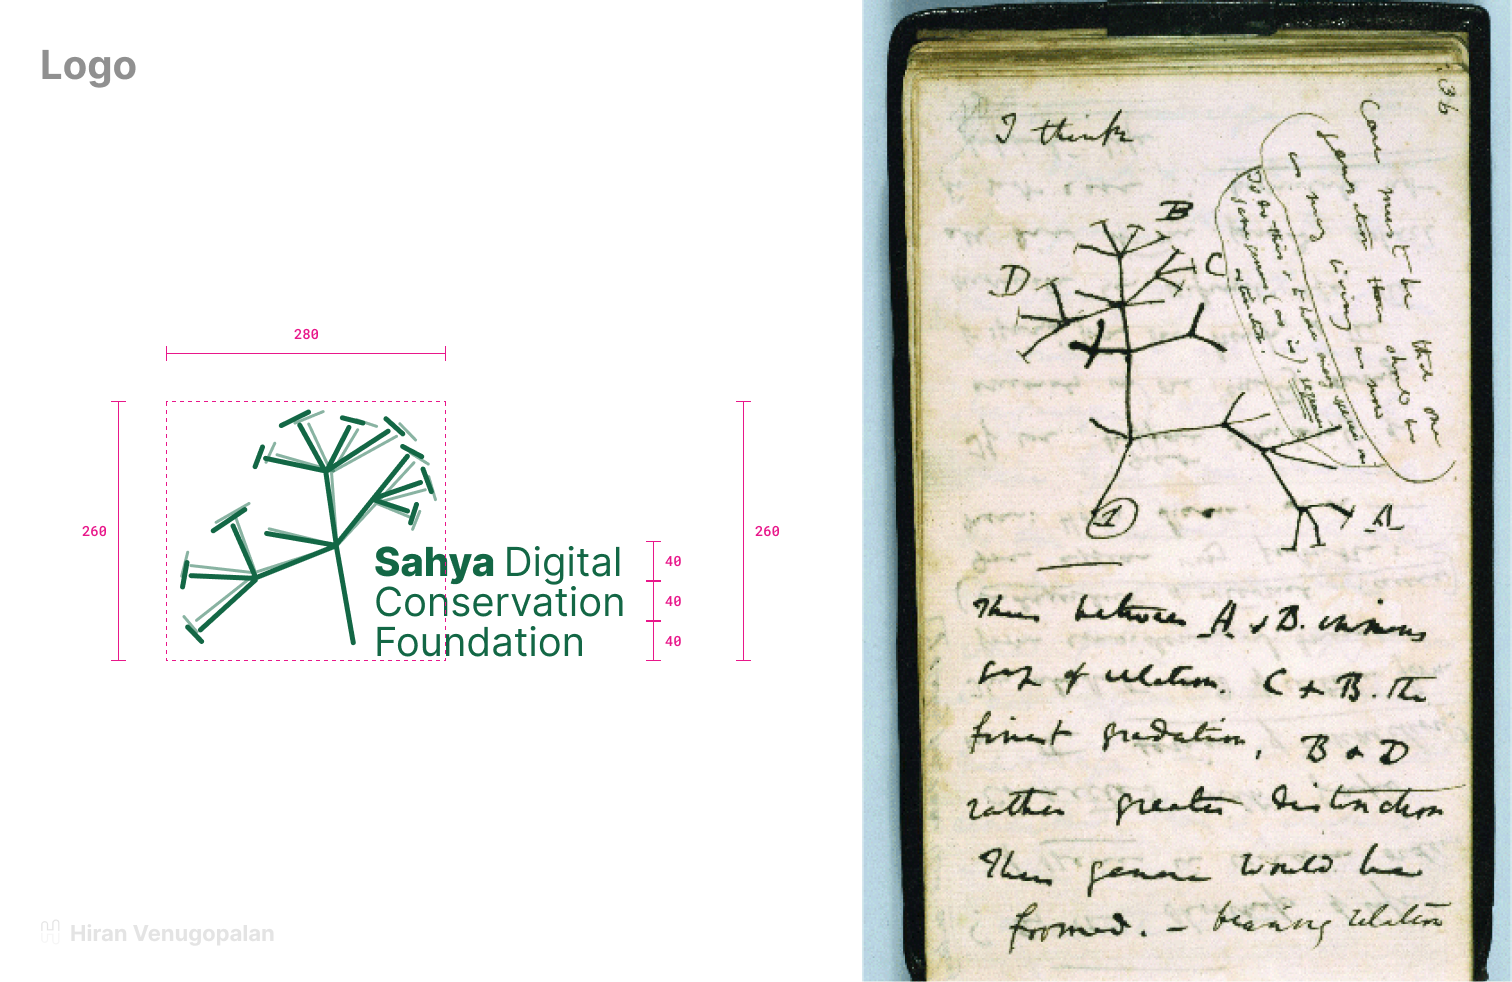 Logo
280
260
260
Sahya Digital
Conservation
Foundation
40
40
40
Hiran Venugopalan
36
I think
Case must be that one
generation then should be
as many living as now
To do this & to have many species in
same genus (as is). requires
extinction.
B
C
D
A
1
Thus between A & B. immens
gap of relation. C & B. The
finest gradation, B & D
rather greater distinction
Thus genera would be
formed. — bearing relation